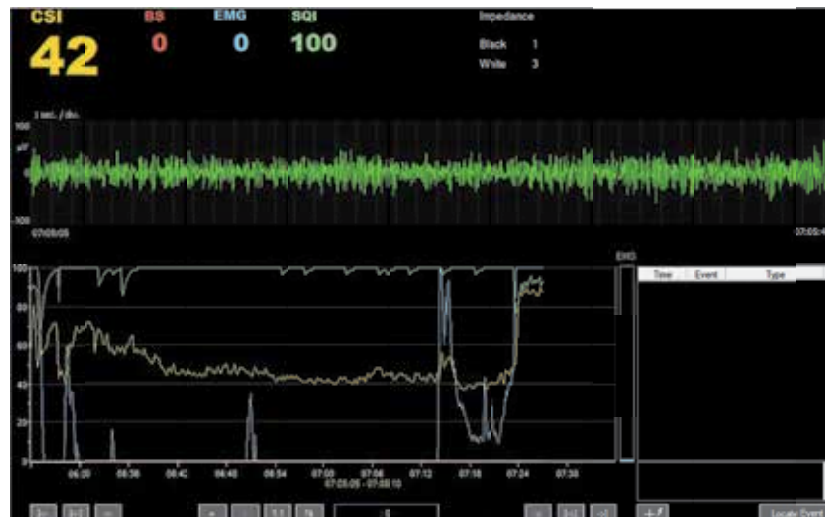 CSI BS EMG SQI Impedance
42 0 0 100
Black 1
White 3
1 sec. / div.
100
µV
0
-100
07:05:05
EMG
100
80
60
40
20
0
06:30 06:36 06:42 06:48 06:54 07:00 07:06 07:12 07:18 07:24 07:30
07:05:05 - 07:08:10
Time Event Type
+ - 1:1
Locate Event